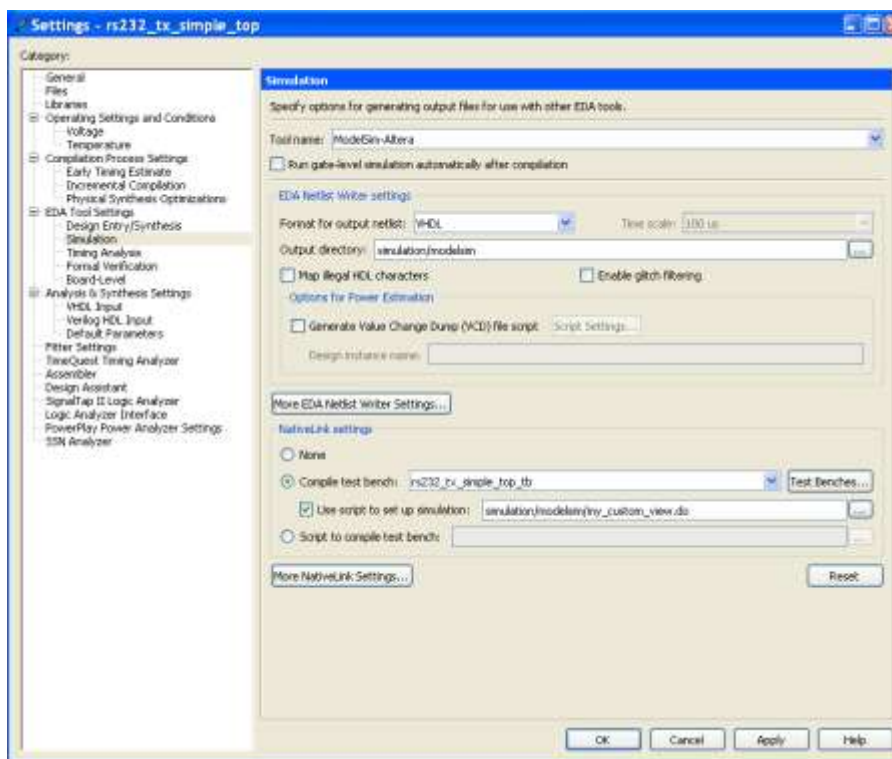 Settings - rs232_tx_simple_top
Category:
General
Files
Libraries
Operating Settings and Conditions
Voltage
Temperature
Compilation Process Settings
Early Timing Estimate
Incremental Compilation
Physical Synthesis Optimizations
EDA Tool Settings
Design Entry/Synthesis
Simulation
Timing Analysis
Formal Verification
Board-Level
Analysis & Synthesis Settings
VHDL Input
Verilog HDL Input
Default Parameters
Fitter Settings
TimeQuest Timing Analyzer
Assembler
Design Assistant
SignalTap II Logic Analyzer
Logic Analyzer Interface
PowerPlay Power Analyzer Settings
SSN Analyzer
Simulation
Specify options for generating output files for use with other EDA tools.
Tool name: ModelSim-Altera
Run gate-level simulation automatically after compilation
EDA Netlist Writer settings
Format for output netlist: VHDL Time scale: 100 us
Output directory: simulation/modelsim ...
Map illegal HDL characters Enable glitch filtering
Options for Power Estimation
Generate Value Change Dump (VCD) file script Script Settings...
Design instance name:
More EDA Netlist Writer Settings...
NativeLink settings
None
Compile test bench: rs232_tx_simple_top_tb Test Benches...
Use script to set up simulation: simulation/modelsim/my_custom_view.do ...
Script to compile test bench: ...
More NativeLink Settings... Reset
OK Cancel Apply Help